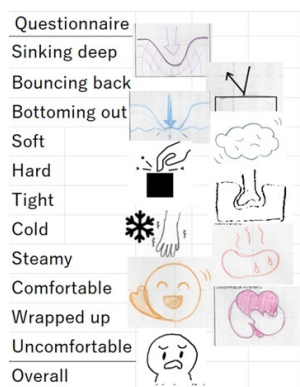 Questionnaire
Sinking deep
Bouncing back
Bottoming out
Soft
Hard
Tight
Cold
Steamy
Comfortable
Wrapped up
Uncomfortable
Overall